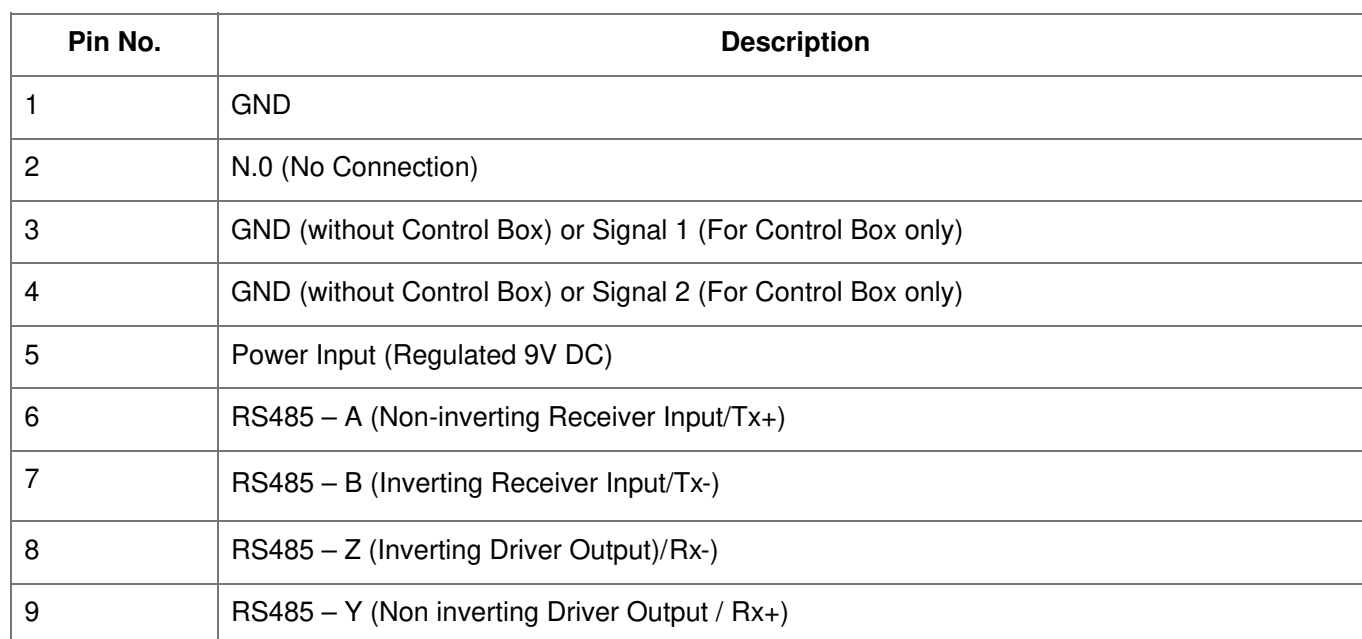 Pin No. Description
1 GND
2 N.0 (No Connection)
3 GND (without Control Box) or Signal 1 (For Control Box only)
4 GND (without Control Box) or Signal 2 (For Control Box only)
5 Power Input (Regulated 9V DC)
6 RS485 – A (Non-inverting Receiver Input/Tx+)
7 RS485 – B (Inverting Receiver Input/Tx-)
8 RS485 – Z (Inverting Driver Output)/Rx-)
9 RS485 – Y (Non inverting Driver Output / Rx+)